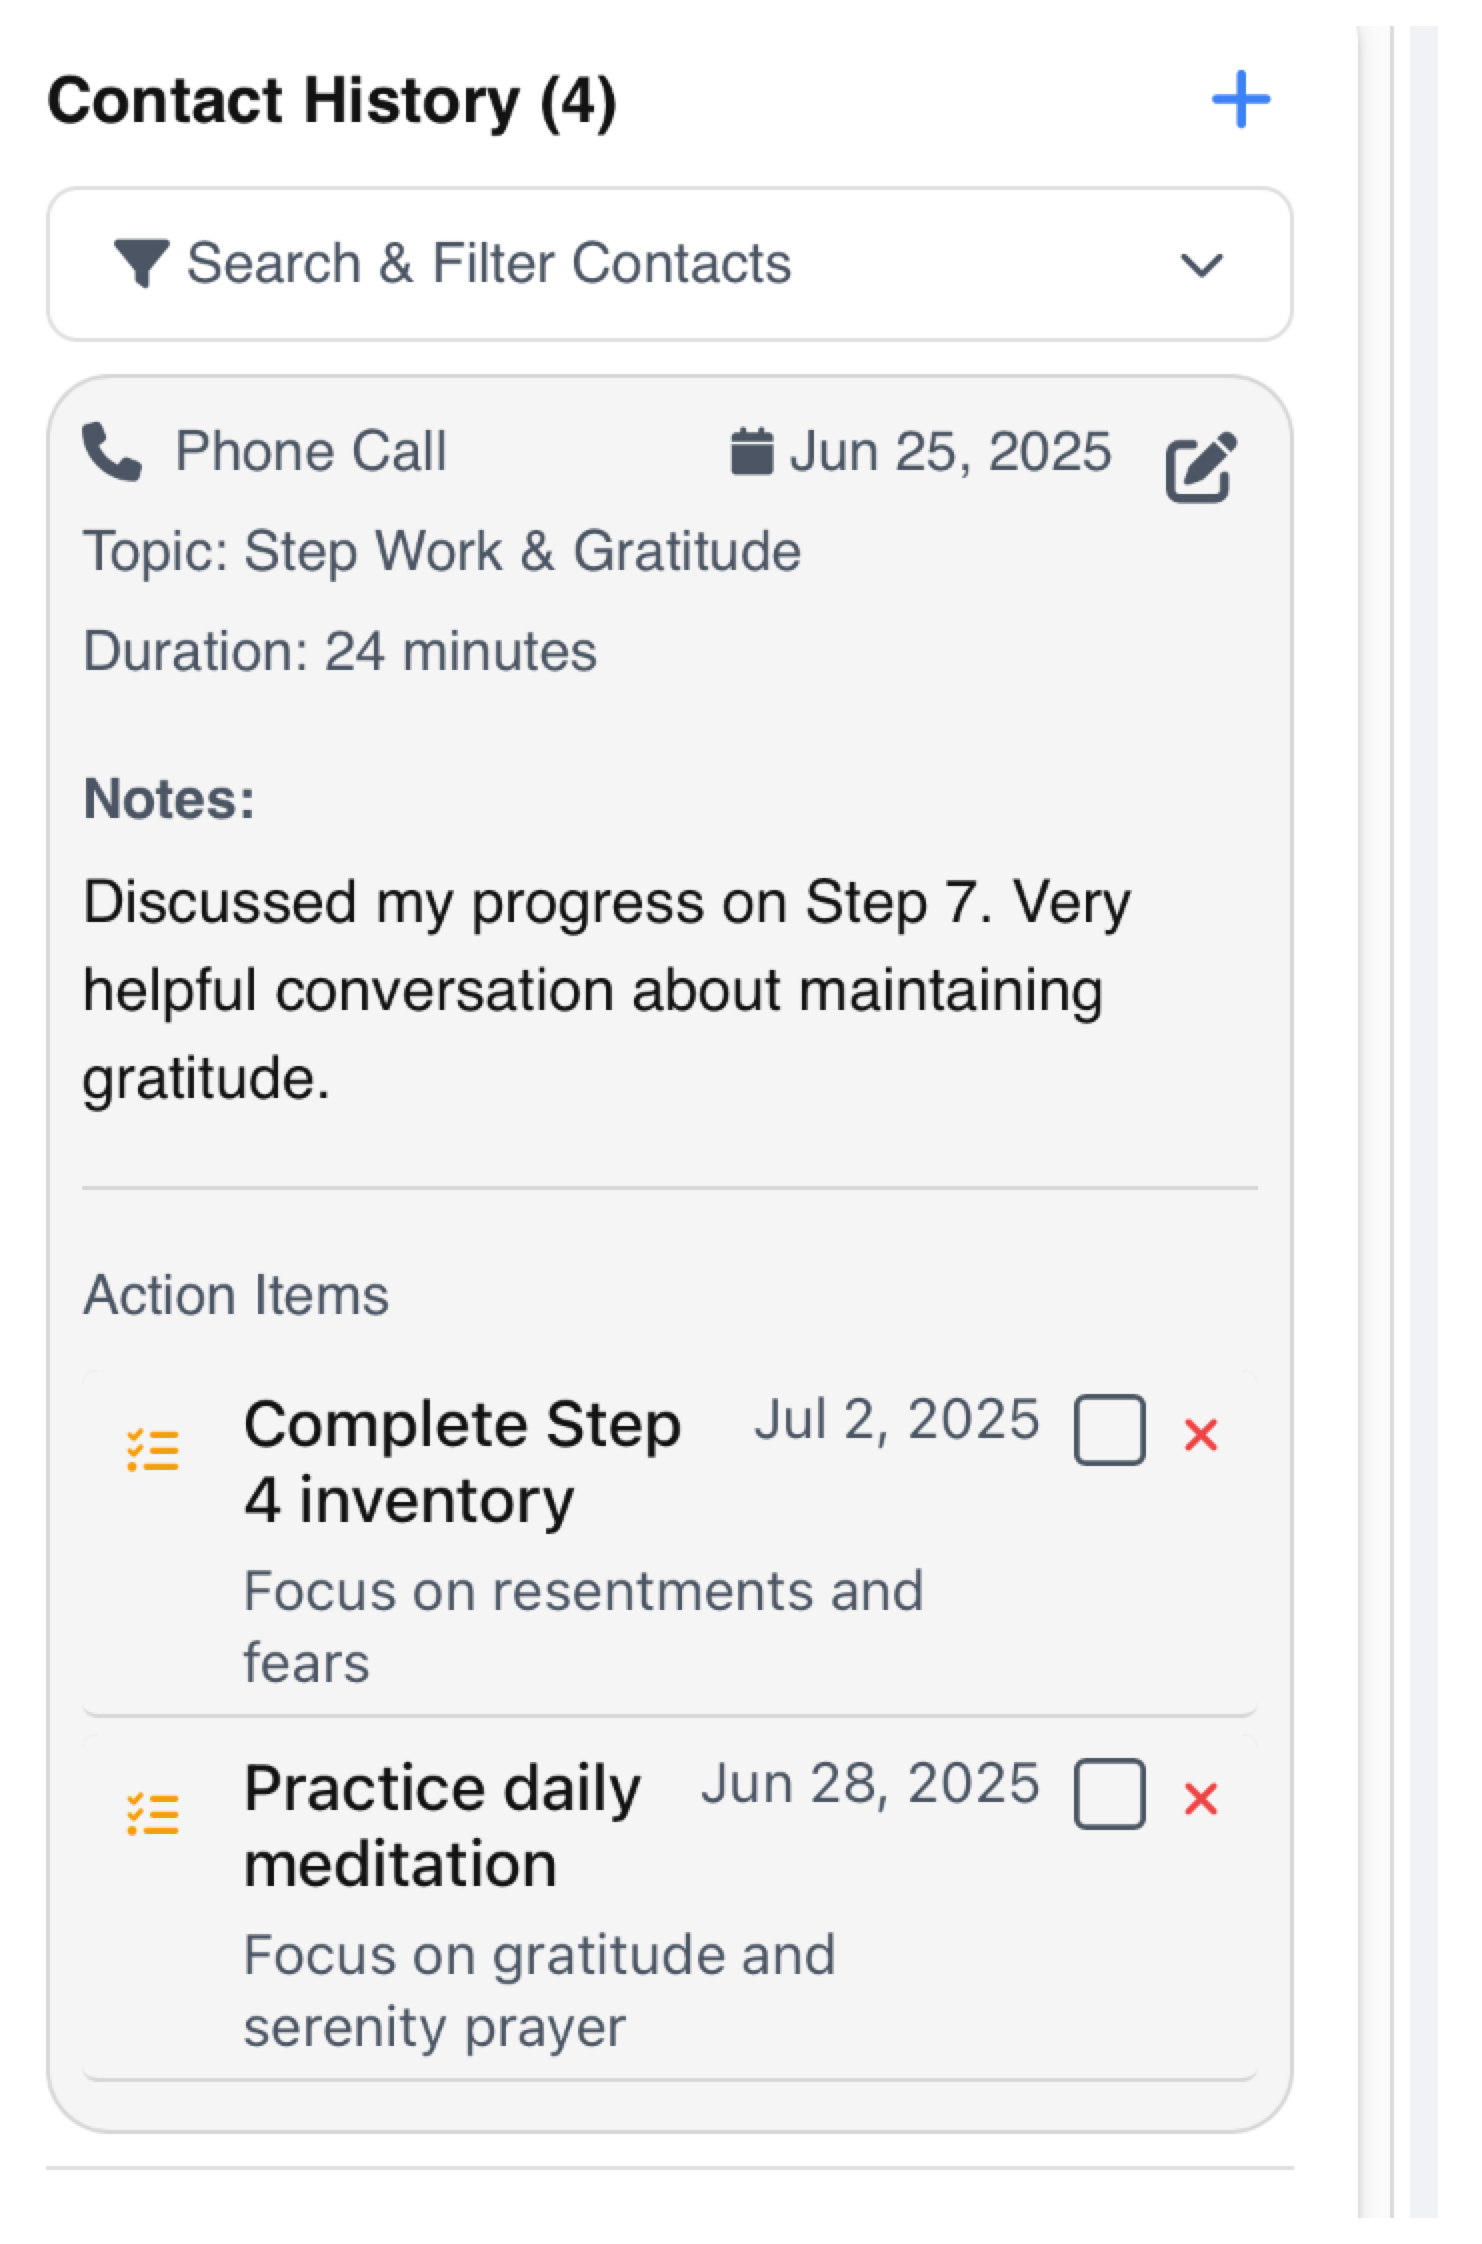 Contact History (4)
Search & Filter Contacts
Phone Call
Jun 25, 2025
Topic: Step Work & Gratitude
Duration: 24 minutes
Notes:
Discussed my progress on Step 7. Very
helpful conversation about maintaining
gratitude.
Action Items
Complete Step
4 inventory
Jul 2, 2025
Focus on resentments and
fears
Practice daily
meditation
Jun 28, 2025
Focus on gratitude and
serenity prayer